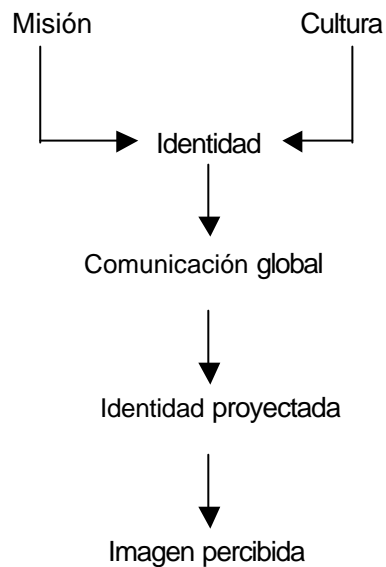 Misión
Cultura
Identidad
Comunicación global
Identidad proyectada
Imagen percibida